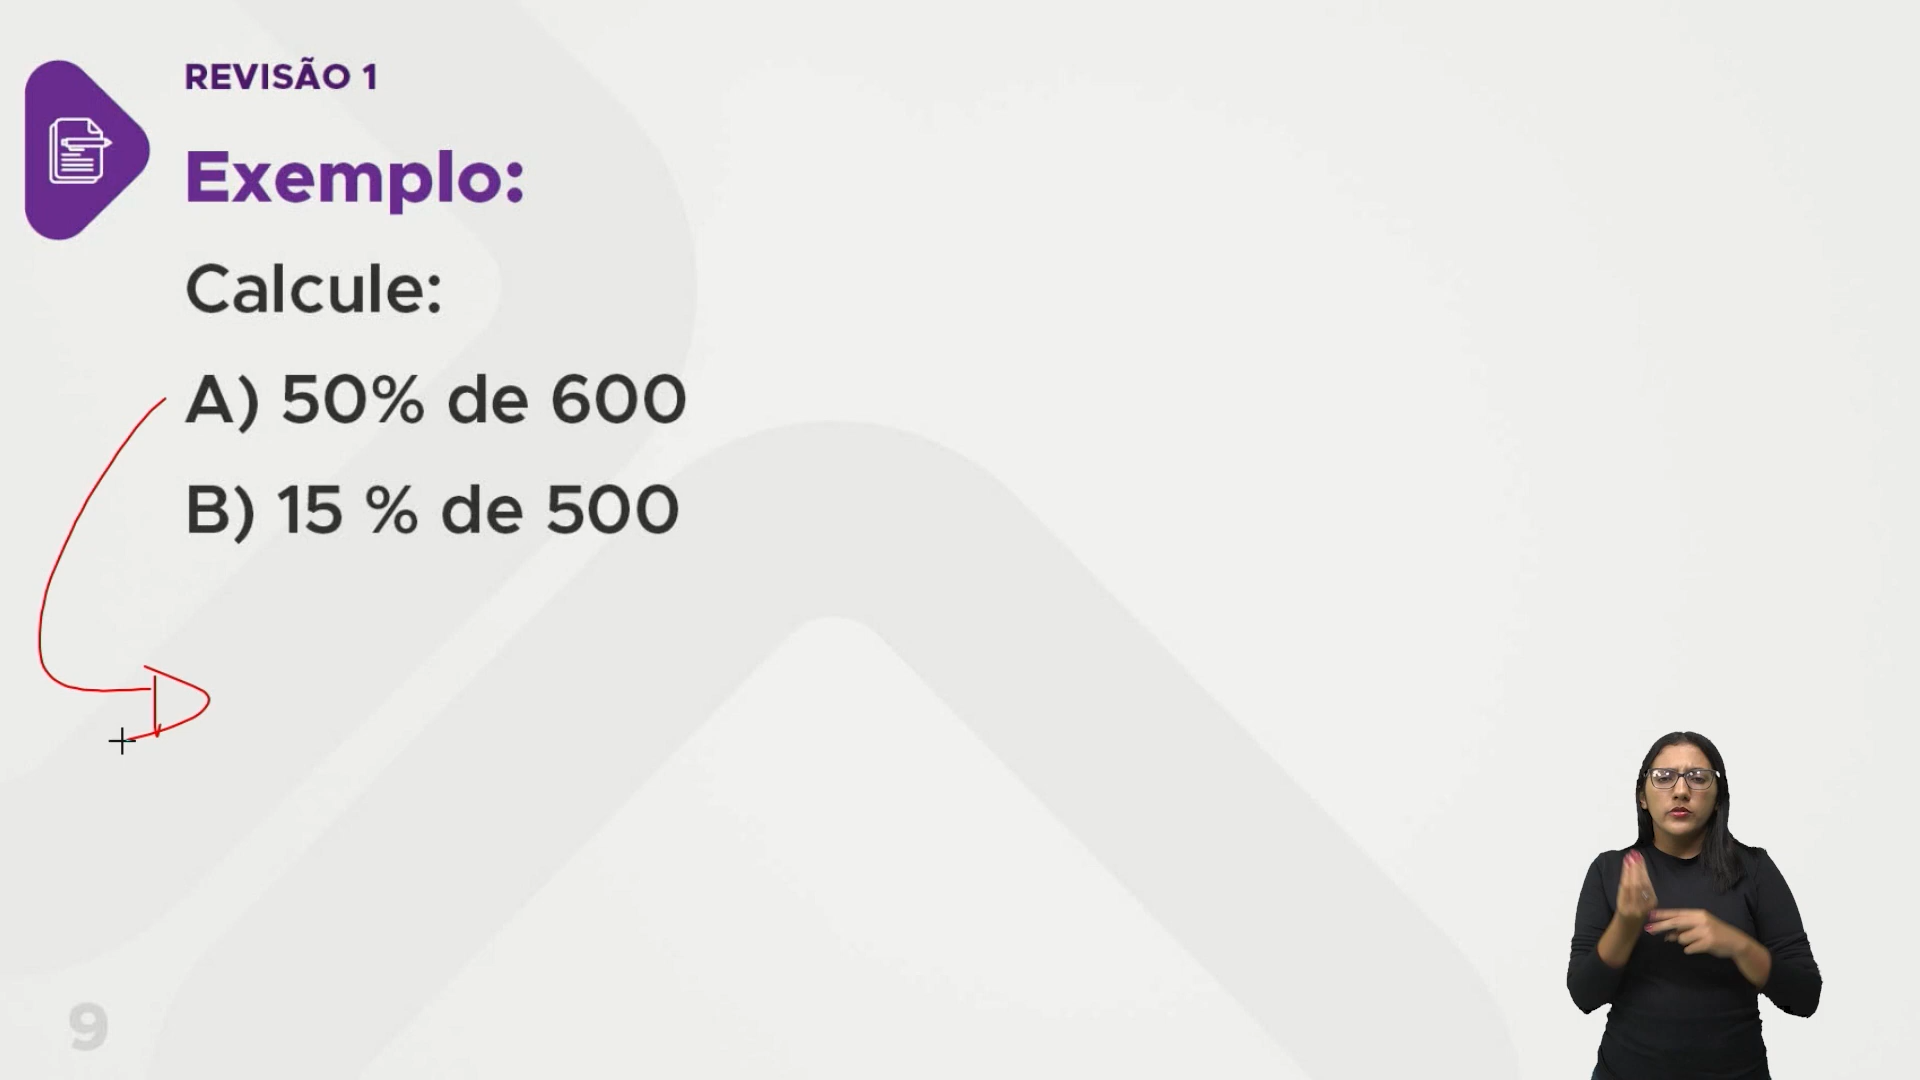 REVISÃO 1
Exemplo:
Calcule:
A) 50% de 600
B) 15 % de 500
9